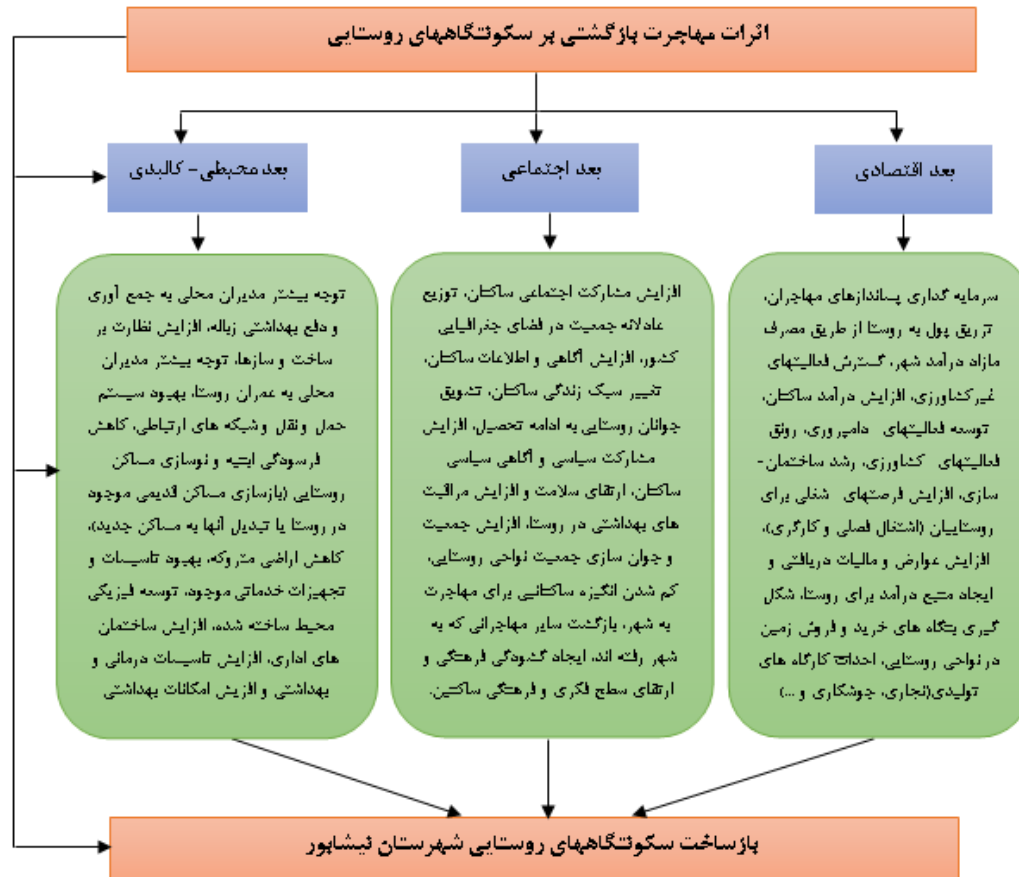 اثرات مهاجرت بازگشتی بر سکونتگاههای روستایی
بعد اقتصادی
بعد اجتماعی
بعد محیطی- کالبدی
سرمایه گذاری پساندازهای مهاجران،
تزریق پول به روستا از طریق مصرف
مازاد درآمد شهر، گسترش فعالیتهای
غیرکشاورزی، افزایش درآمد ساکنان،
توسعه فعالیتهای دامپروری، رونق
فعالیتهای کشاورزی، رشد ساختمان-
سازی، افزایش فرصتهای شغلی برای
روستاییان (اشتغال فصلی و کارگری)،
افزایش عوارض و مالیات دریافتی و
ایجاد منبع درآمد برای روستا، شکل
گیری بنگاه های خرید و فروش زمین
در نواحی روستایی، احداث کارگاه های
تولیدی(نجاری، جوشکاری و ...)
افزایش مشارکت اجتماعی ساکنان، توزیع
عادلانه جمعیت در فضای جغرافیایی
کشور، افزایش آگاهی و اطلاعات ساکنان،
تغییر سبک زندگی ساکنان، تشویق
جوانان روستایی به ادامه تحصیل، افزایش
مشارکت سیاسی و آگاهی سیاسی
ساکنان، ارتقای سلامت و افزایش مراقبت
های بهداشتی در روستا، افزایش جمعیت
و جوان سازی جمعیت نواحی روستایی،
کم شدن انگیزه ساکنانیی برای مهاجرت
به شهر، بازگشت سایر مهاجرانی که به
شهر رفته اند، ایجاد گشودگی فرهنگی و
ارتقای سطح فکری و فرهنگی ساکنین.
توجه بیشتر مدیران محلی به جمع آوری
و دفع بهداشتی زباله، افزایش نظارت بر
ساخت و سازها، توجه بیشتر مدیران
محلی به عمران روستا، بهبود سیستم
حمل ونقل و شبکه های ارتباطی، کاهش
فرسودگی ابنیه و نوسازی مساکن
روستایی (بازسازی مساکن قدیمی موجود
در روستا یا تبدیل آنها به مساکن جدید)،
کاهش اراضی متروکه، بهبود تاسیسات و
تجهیزات خدماتی موجود، توسعه فیزیکی
محیط ساخته شده، افزایش ساختمان
های اداری، افزایش تاسیسات درمانی و
بهداشتی و افزیش امکانات بهداشتی
بازساخت سکونتگاههای روستایی شهرستان نیشابور